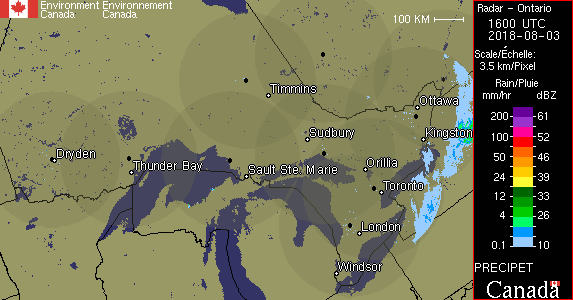 Environment Environnement
Canada Canada
100 KM
Timmins
Ottawa
Sudbury
Kingston
Dryden
Thunder Bay
Sault Ste. Marie
Orillia
Toronto
London
Windsor
Radar – Ontario
1600 UTC
2018-08-03
Scale/Échelle:
3.5 km/Pixel
Rain/Pluie
mm/hr dBZ
200 61
100 52
50 46
24 39
12 33
4 26
0.1 10
PRECIPET
Canada